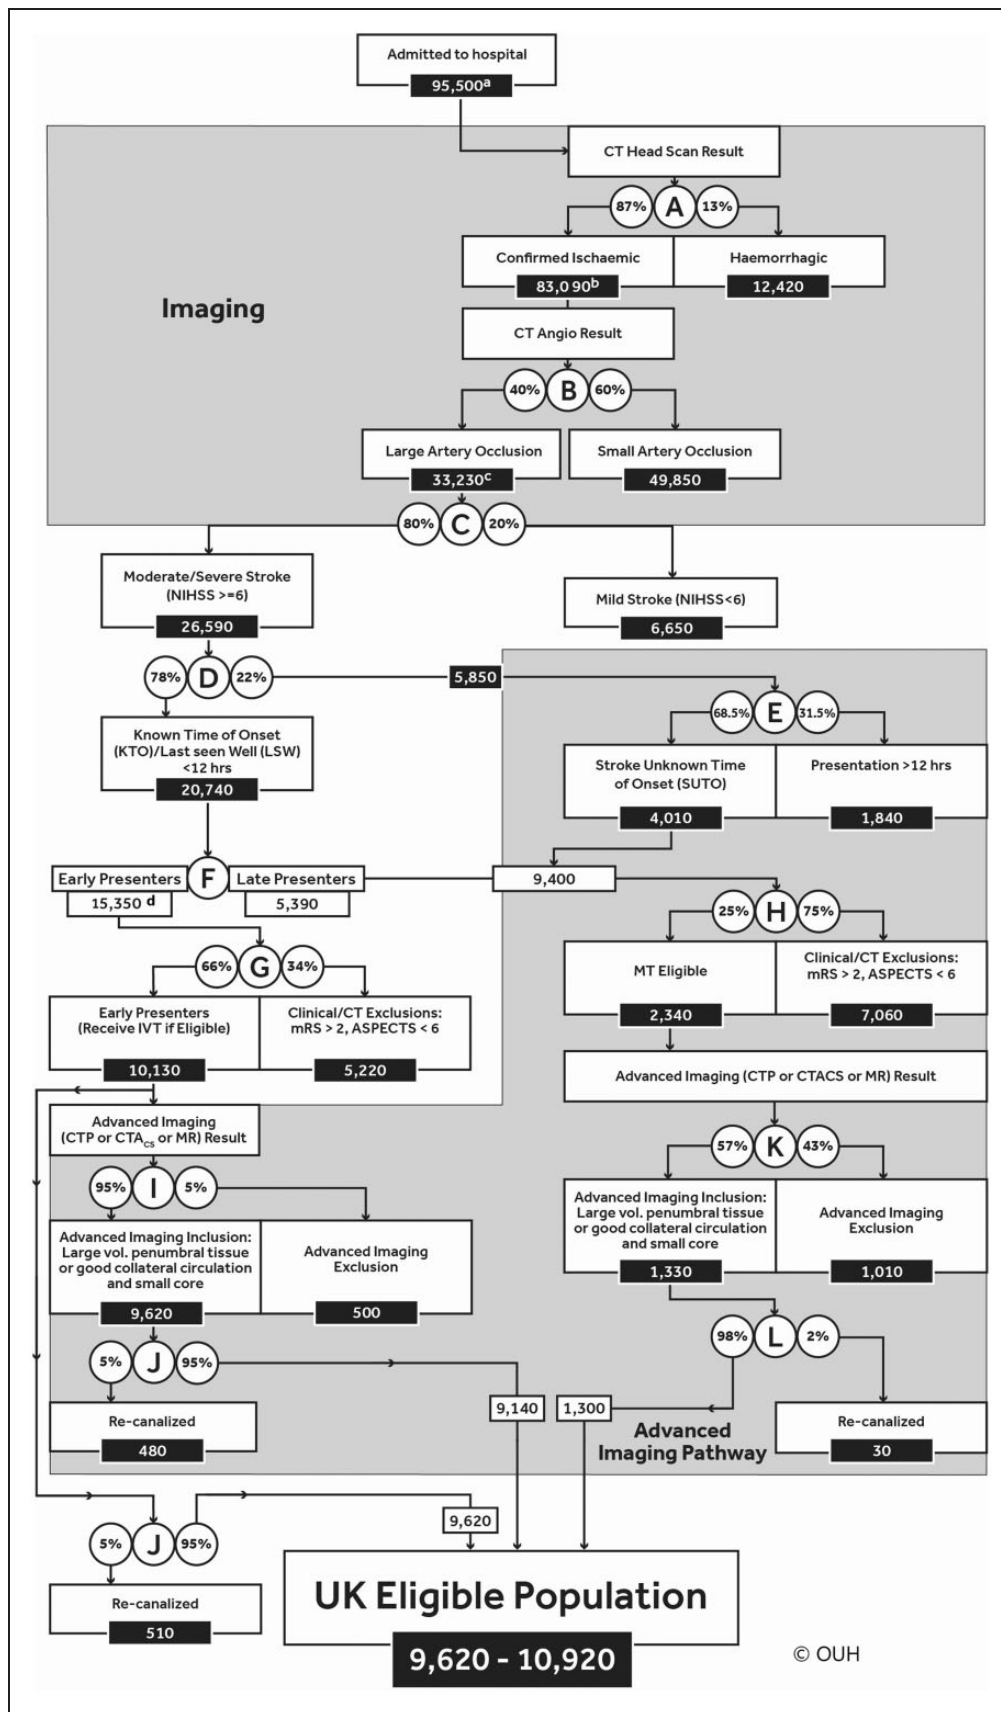 Admitted to hospital
95,500a
CT Head Scan Result
87%
A
13%
Confirmed Ischaemic
83,0 90b
Haemorrhagic
12,420
Imaging
CT Angio Result
40%
B
60%
Large Artery Occlusion
33,230c
Small Artery Occlusion
49,850
80%
C
20%
Moderate/Severe Stroke
(NIHSS >=6)
26,590
Mild Stroke (NIHSS<6)
6,650
78%
D
22%
5,850
68.5%
E
31.5%
Known Time of Onset
(KTO)/Last seen Well (LSW)
<12 hrs
20,740
Stroke Unknown Time
of Onset (SUTO)
4,010
Presentation >12 hrs
1,840
Early Presenters
15,350 d
F
Late Presenters
5,390
9,400
25%
H
75%
66%
G
34%
MT Eligible
2,340
Clinical/CT Exclusions:
mRS > 2, ASPECTS < 6
7,060
Early Presenters
(Receive IVT if Eligible)
10,130
Clinical/CT Exclusions:
mRS > 2, ASPECTS < 6
5,220
Advanced Imaging (CTP or CTACS or MR) Result
Advanced Imaging
(CTP or CTACS or MR) Result
57%
K
43%
95%
I
5%
Advanced Imaging Inclusion:
Large vol. penumbral tissue
or good collateral circulation
and small core
1,330
Advanced Imaging
Exclusion
1,010
Advanced Imaging Inclusion:
Large vol. penumbral tissue
or good collateral circulation
and small core
9,620
Advanced Imaging
Exclusion
500
98%
L
2%
5%
J
95%
9,140
1,300
Re-canalized
480
Advanced
Imaging Pathway
Re-canalized
30
5%
J
95%
9,620
Re-canalized
510
UK Eligible Population
9,620 - 10,920
© OUH